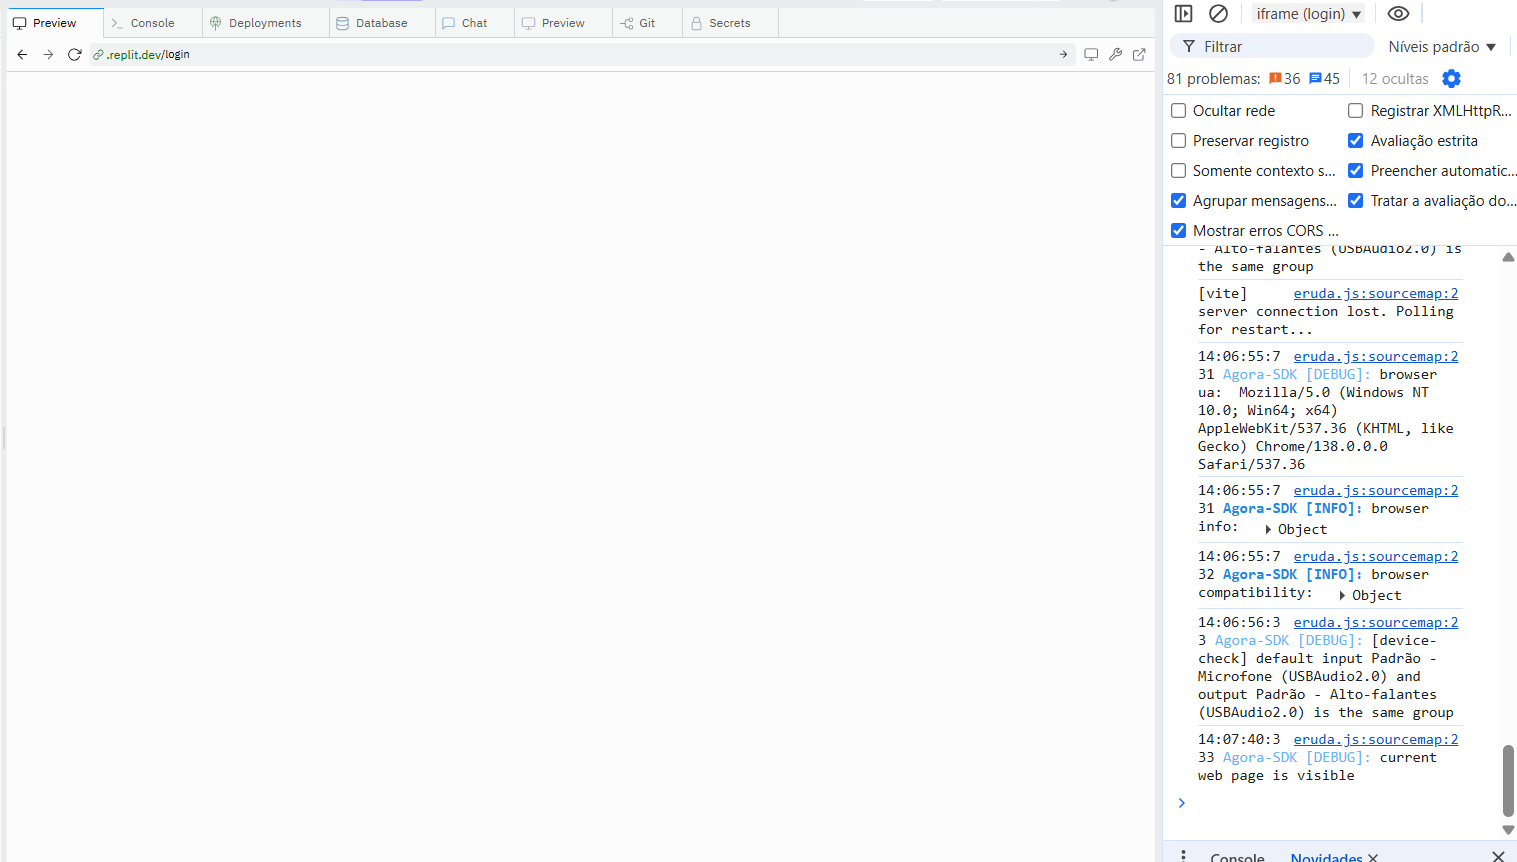 Preview
Console
Deployments
Database
Chat
Preview
Git
Secrets
.replit.dev/login
iframe (login)
Filtrar
Níveis padrão
81 problemas: 36 45 12 ocultas
Ocultar rede
Registrar XMLHttpR...
Preservar registro
Avaliação estrita
Somente contexto s...
Preencher automatic...
Agrupar mensagens...
Tratar a avaliação do...
Mostrar erros CORS ...
- Alto-falantes (USBAudio2.0) is
the same group
[vite] eruda.js:sourcemap:2
server connection lost. Polling
for restart...
14:06:55:7 eruda.js:sourcemap:2
31 Agora-SDK [DEBUG]: browser
ua: Mozilla/5.0 (Windows NT
10.0; Win64; x64)
AppleWebKit/537.36 (KHTML, like
Gecko) Chrome/138.0.0.0
Safari/537.36
14:06:55:7 eruda.js:sourcemap:2
31 Agora-SDK [INFO]: browser
info: Object
14:06:55:7 eruda.js:sourcemap:2
32 Agora-SDK [INFO]: browser
compatibility: Object
14:06:56:3 eruda.js:sourcemap:2
3 Agora-SDK [DEBUG]: [device-
check] default input Padrão -
Microfone (USBAudio2.0) and
output Padrão - Alto-falantes
(USBAudio2.0) is the same group
14:07:40:3 eruda.js:sourcemap:2
33 Agora-SDK [DEBUG]: current
web page is visible
Console
Novidades